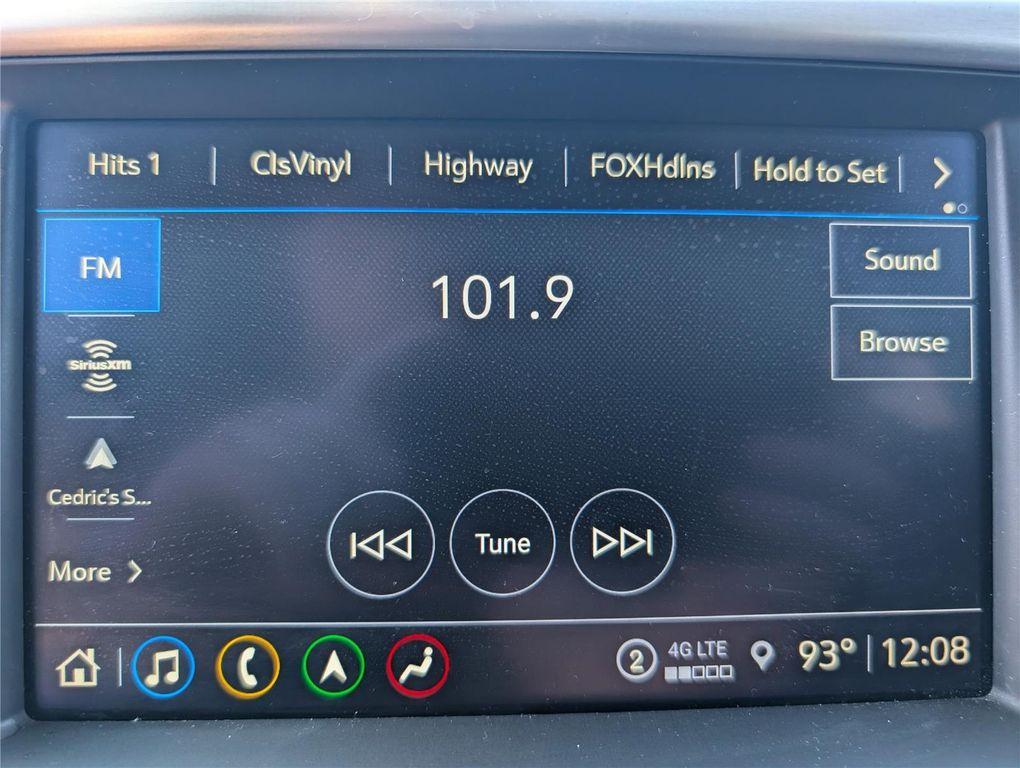 Hits 1
ClsVinyl
Highway
FOXHdlns
Hold to Set
FM
101.9
Sound
SiriusXm
Browse
Cedric's S...
Tune
More
2
4G LTE
93°
12:08